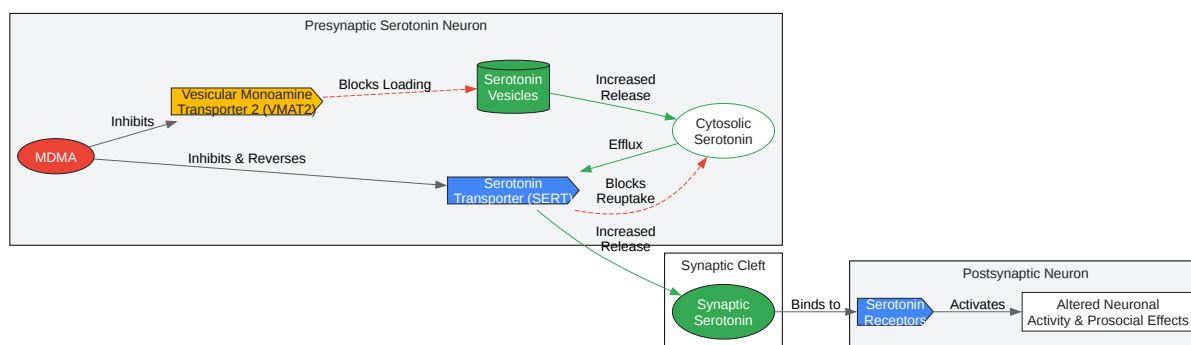 Presynaptic Serotonin Neuron
Vesicular Monoamine
Transporter 2 (VMAT2)
Blocks Loading
Serotonin
Vesicles
Increased
Release
Cytosolic
Serotonin
Inhibits
MDMA
Inhibits & Reverses
Efflux
Serotonin
Transporter (SERT)
Blocks
Reuptake
Increased
Release
Synaptic Cleft
Synaptic
Serotonin
Binds to
Postsynaptic Neuron
Serotonin
Receptors
Activates
Altered Neuronal
Activity & Prosocial Effects